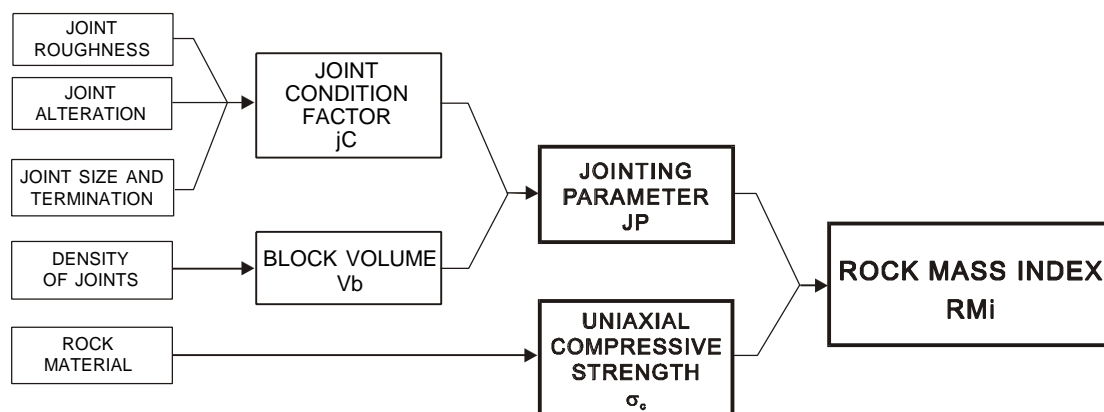 JOINT
ROUGHNESS
JOINT
ALTERATION
JOINT SIZE AND
TERMINATION
DENSITY
OF JOINTS
ROCK
MATERIAL
JOINT
CONDITION
FACTOR
jC
BLOCK VOLUME
Vb
JOINTING
PARAMETER
JP
UNIAXIAL
COMPRESSIVE
STRENGTH
σc
ROCK MASS INDEX
RMi